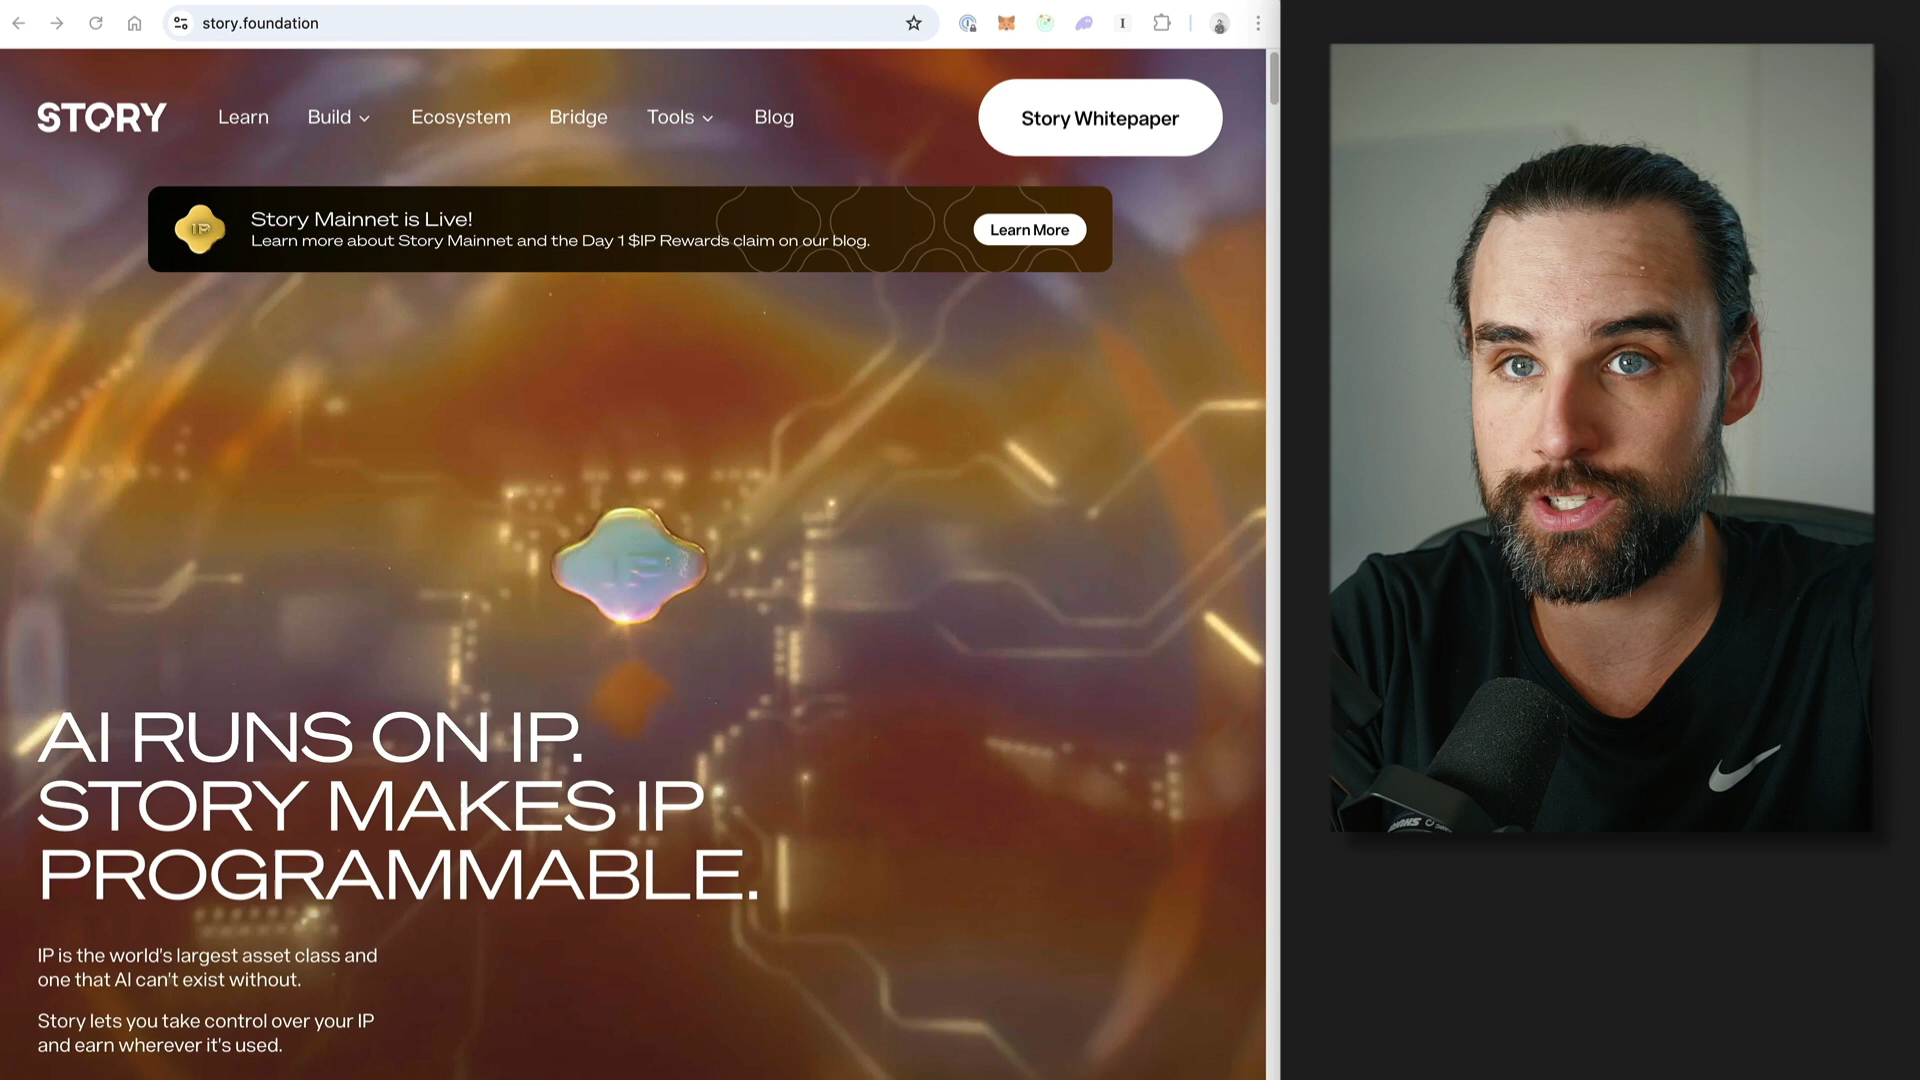 story.foundation
STORY
Learn
Build
Ecosystem
Bridge
Tools
Blog
Story Whitepaper
IP
Story Mainnet is Live!
Learn more about Story Mainnet and the Day 1 $IP Rewards claim on our blog.
Learn More
AI RUNS ON IP.
STORY MAKES IP
PROGRAMMABLE.
IP is the world's largest asset class and
one that AI can't exist without.
Story lets you take control over your IP
and earn wherever it's used.